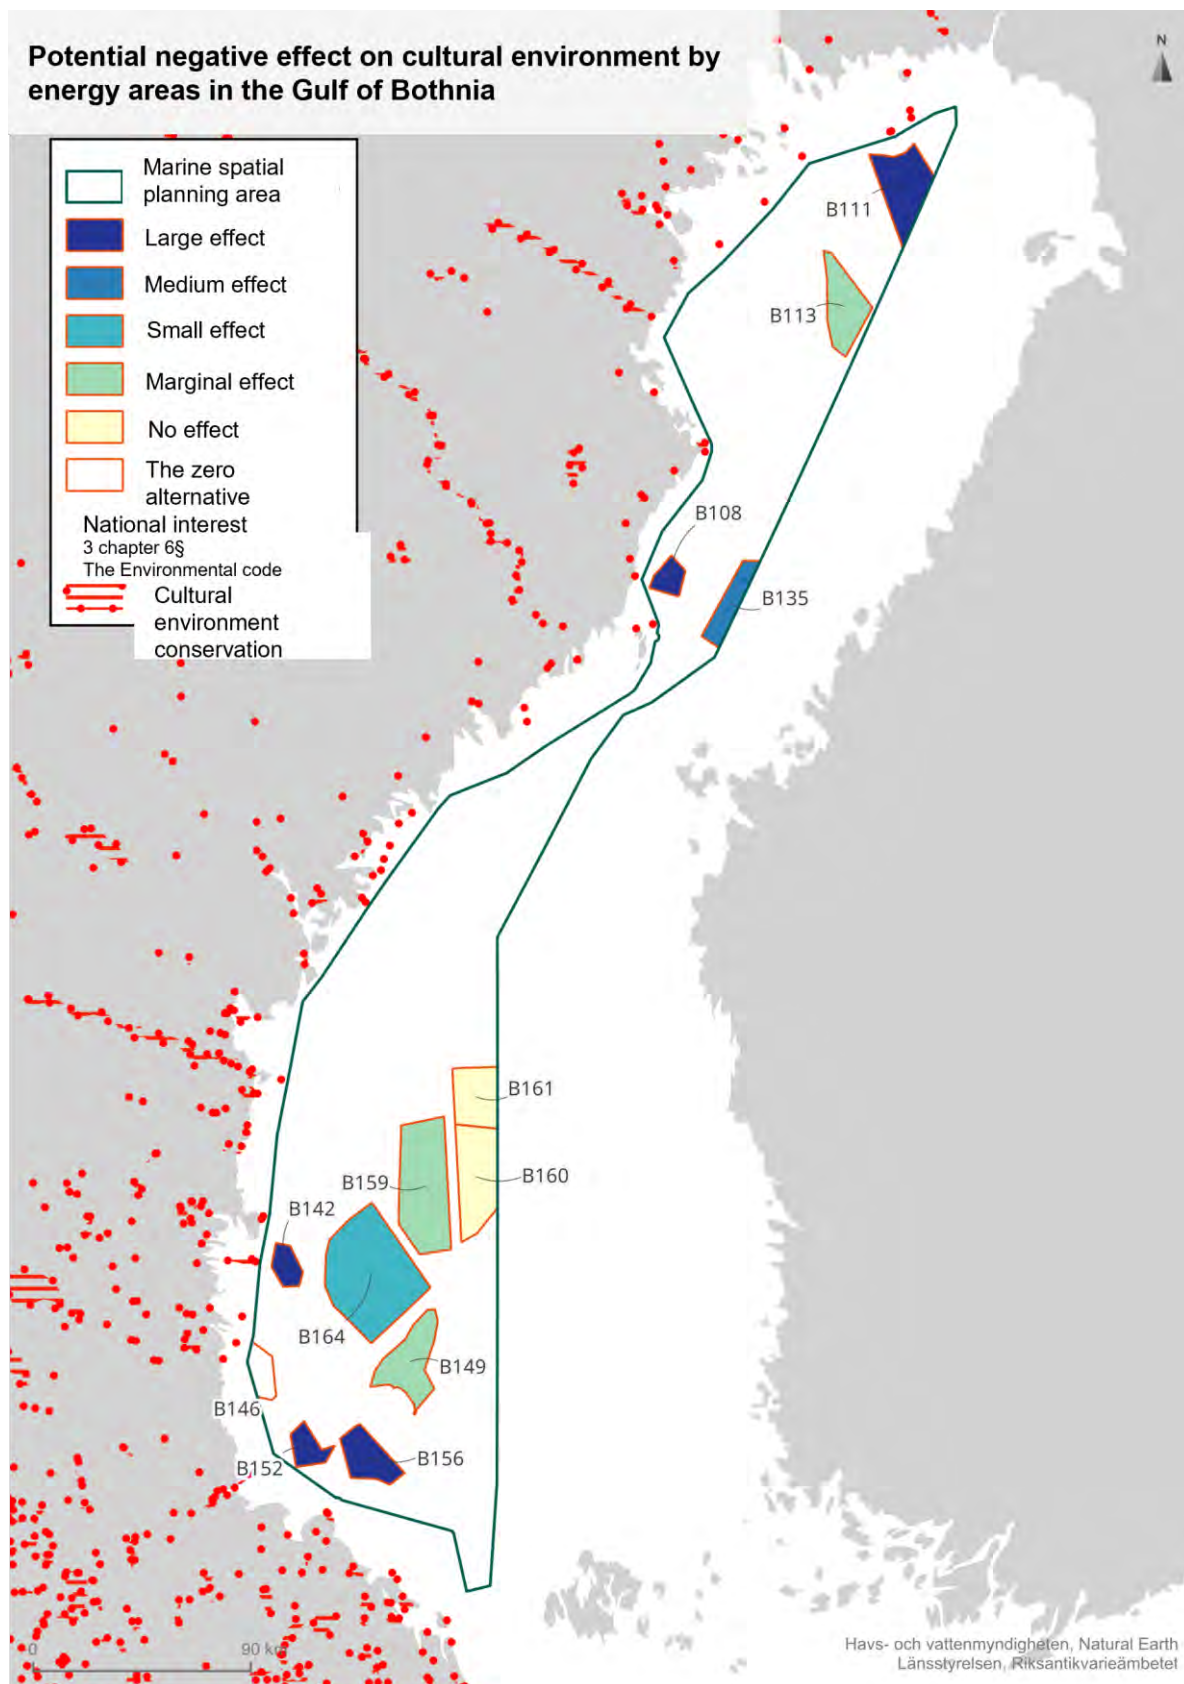 Potential negative effect on cultural environment by
energy areas in the Gulf of Bothnia
N
Marine spatial
planning area
Large effect
Medium effect
Small effect
Marginal effect
No effect
The zero
alternative
National interest
3 chapter 6§
The Environmental code
Cultural
environment
conservation
B111
B113
B108
B135
B161
B160
B159
B142
B164
B149
B146
B156
B152
0
90 km
Havs- och vattenmyndigheten, Natural Earth
Länsstyrelsen, Riksantikvarieämbetet